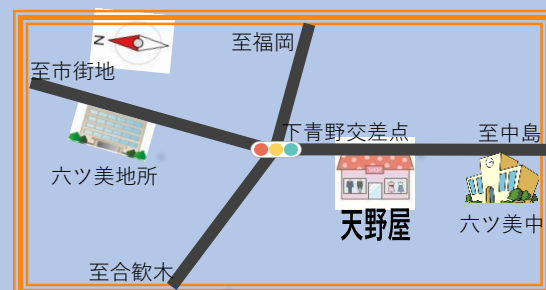 N
至福岡
至市街地
下青野交差点
至中島
SHOP
六ツ美地所
天野屋
六ツ美中
至合歓木